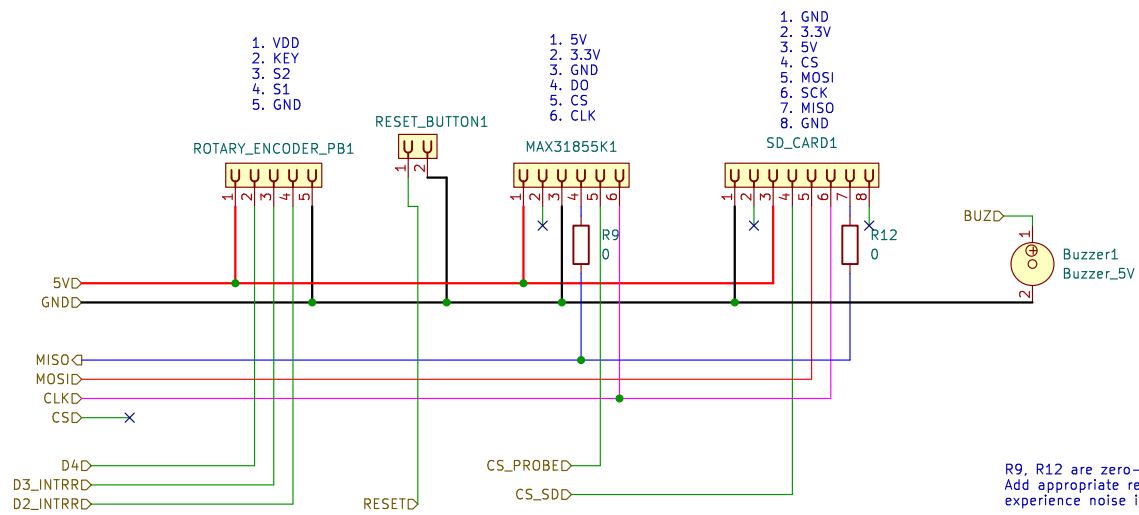 1. VDD
2. KEY
3. S2
4. S1
5. GND
1. 5V
2. 3.3V
3. GND
4. DO
5. CS
6. CLK
1. GND
2. 3.3V
3. 5V
4. CS
5. MOSI
6. SCK
7. MISO
8. GND
ROTARY_ENCODER_PB1
1 2 3 4 5
RESET_BUTTON1
1 2
MAX31855K1
1 2 3 4 5 6
SD_CARD1
1 2 3 4 5 6 7 8
R9
0
R12
0
BUZ
1
Buzzer1
Buzzer_5V
2
5V
GND
MISO
MOSI
CLK
CS
D4
D3_INTRR
D2_INTRR
RESET
CS_PROBE
CS_SD
R9, R12 are zero-
Add appropriate re
experience noise i